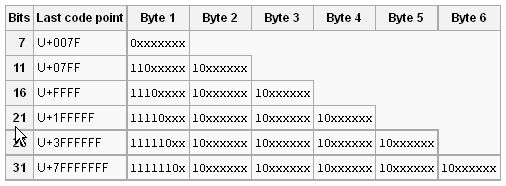 Bits Last code point Byte 1 Byte 2 Byte 3 Byte 4 Byte 5 Byte 6
7 U+007F 0xxxxxxx
11 U+07FF 110xxxxx 10xxxxxx
16 U+FFFF 1110xxxx 10xxxxxx 10xxxxxx
21 U+1FFFFF 11110xxx 10xxxxxx 10xxxxxx 10xxxxxx
U+3FFFFFF 111110xx 10xxxxxx 10xxxxxx 10xxxxxx 10xxxxxx
31 U+7FFFFFFF 1111110x 10xxxxxx 10xxxxxx 10xxxxxx 10xxxxxx 10xxxxxx